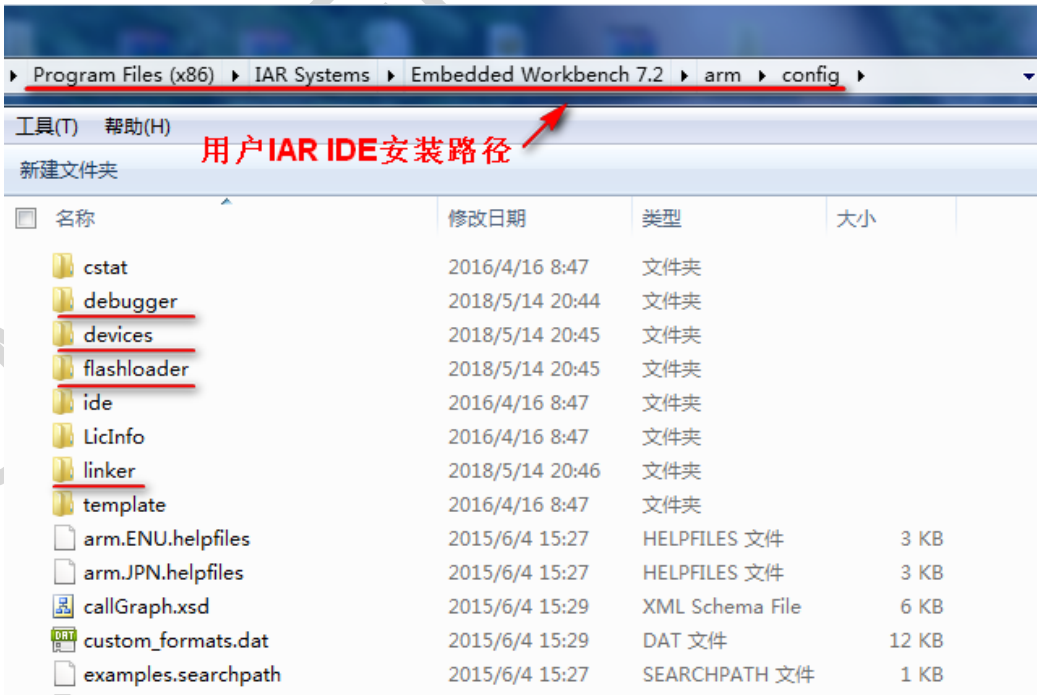 Program Files (x86) ▸ IAR Systems ▸ Embedded Workbench 7.2 ▸ arm ▸ config ▸
工具(T) 帮助(H)
用户IAR IDE安装路径
新建文件夹
名称 修改日期 类型 大小
cstat 2016/4/16 8:47 文件夹
debugger 2018/5/14 20:44 文件夹
devices 2018/5/14 20:45 文件夹
flashloader 2018/5/14 20:45 文件夹
ide 2016/4/16 8:47 文件夹
LicInfo 2016/4/16 8:47 文件夹
linker 2018/5/14 20:46 文件夹
template 2016/4/16 8:47 文件夹
arm.ENU.helpfiles 2015/6/4 15:27 HELPFILES 文件 3 KB
arm.JPN.helpfiles 2015/6/4 15:27 HELPFILES 文件 3 KB
callGraph.xsd 2015/6/4 15:29 XML Schema File 6 KB
custom_formats.dat 2015/6/4 15:29 DAT 文件 12 KB
examples.searchpath 2015/6/4 15:27 SEARCHPATH 文件 1 KB